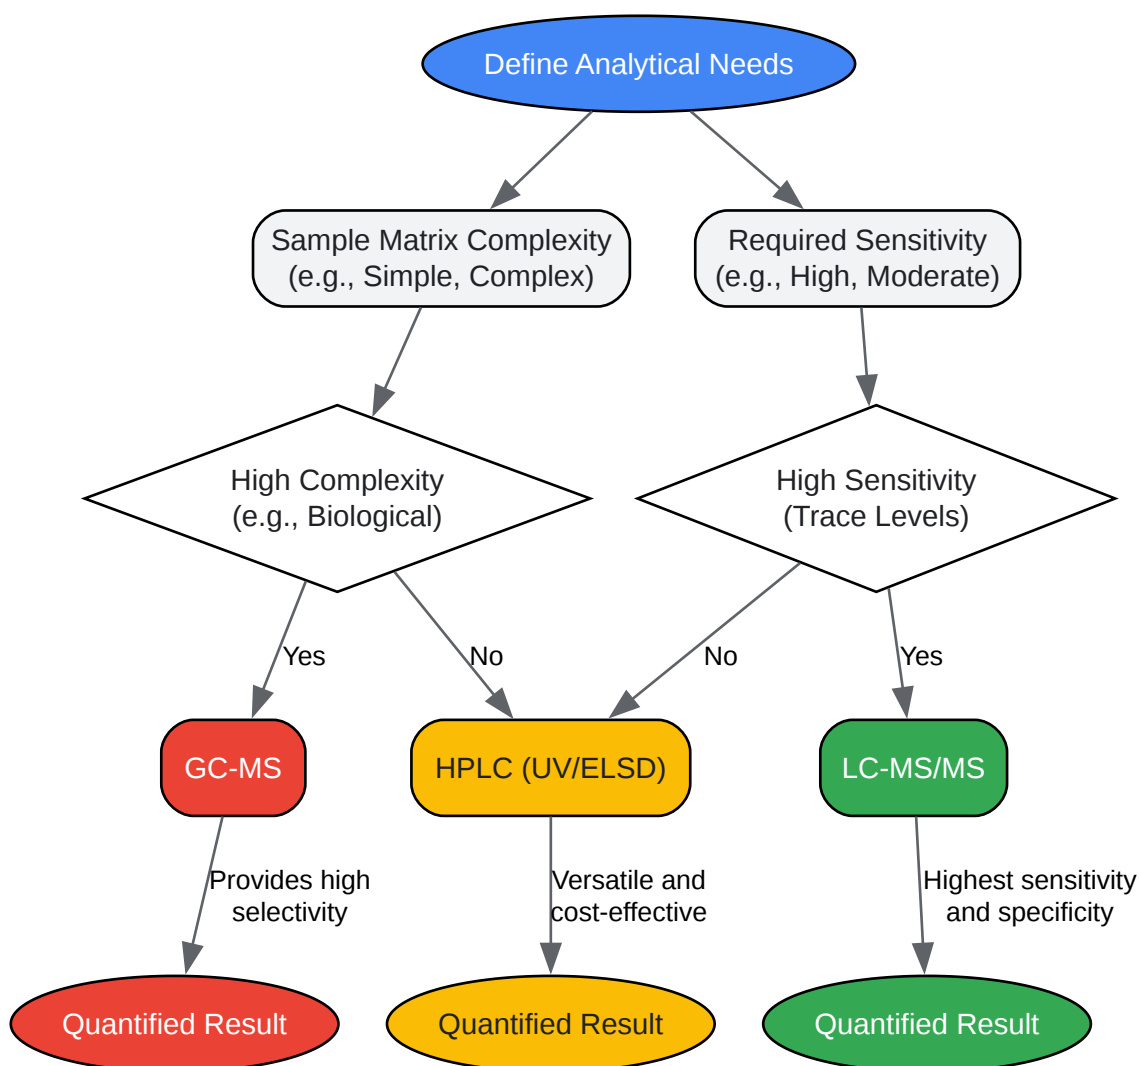 Define Analytical Needs
Sample Matrix Complexity
(e.g., Simple, Complex)
Required Sensitivity
(e.g., High, Moderate)
High Complexity
(e.g., Biological)
High Sensitivity
(Trace Levels)
Yes
No
No
Yes
GC-MS
HPLC (UV/ELSD)
LC-MS/MS
Provides high
selectivity
Versatile and
cost-effective
Highest sensitivity
and specificity
Quantified Result
Quantified Result
Quantified Result